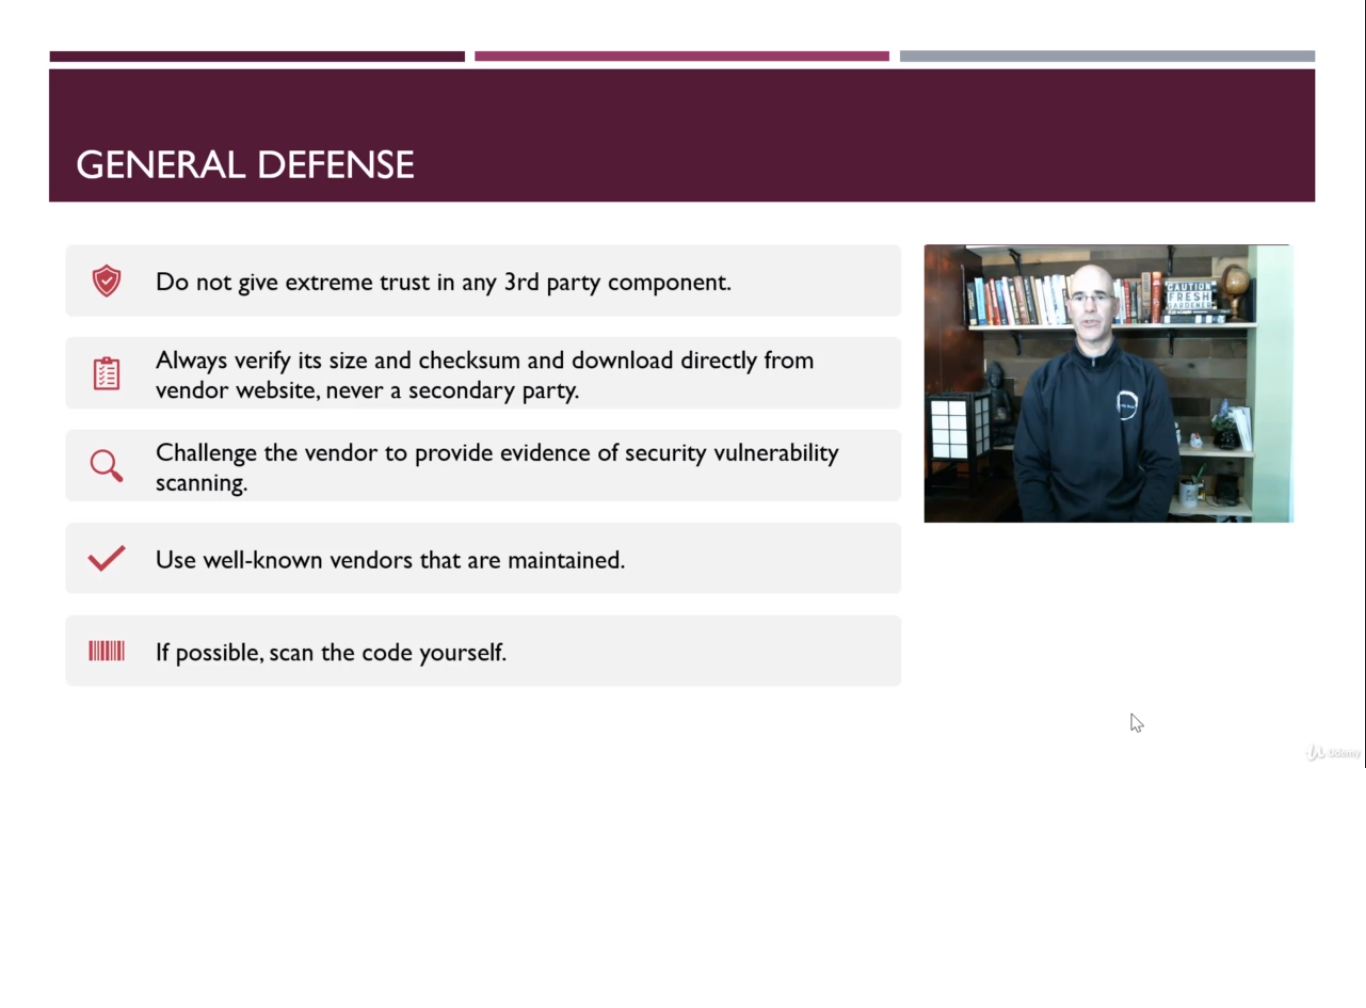 GENERAL DEFENSE
Do not give extreme trust in any 3rd party component.
Always verify its size and checksum and download directly from
vendor website, never a secondary party.
Challenge the vendor to provide evidence of security vulnerability
scanning.
Use well-known vendors that are maintained.
If possible, scan the code yourself.
CAUTION
FRESH
GARDENER
Udemy